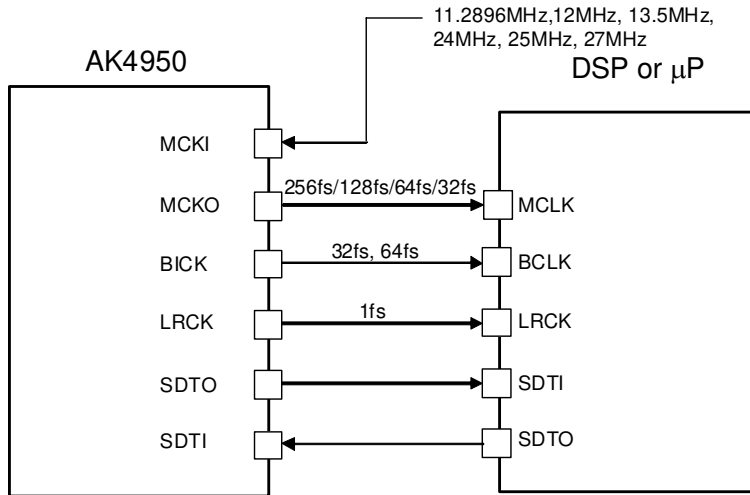 11.2896MHz,12MHz, 13.5MHz,
24MHz, 25MHz, 27MHz
AK4950
DSP or μP
MCKI
256fs/128fs/64fs/32fs
MCKO
MCLK
32fs, 64fs
BICK
BCLK
1fs
LRCK
LRCK
SDTO
SDTI
SDTI
SDTO